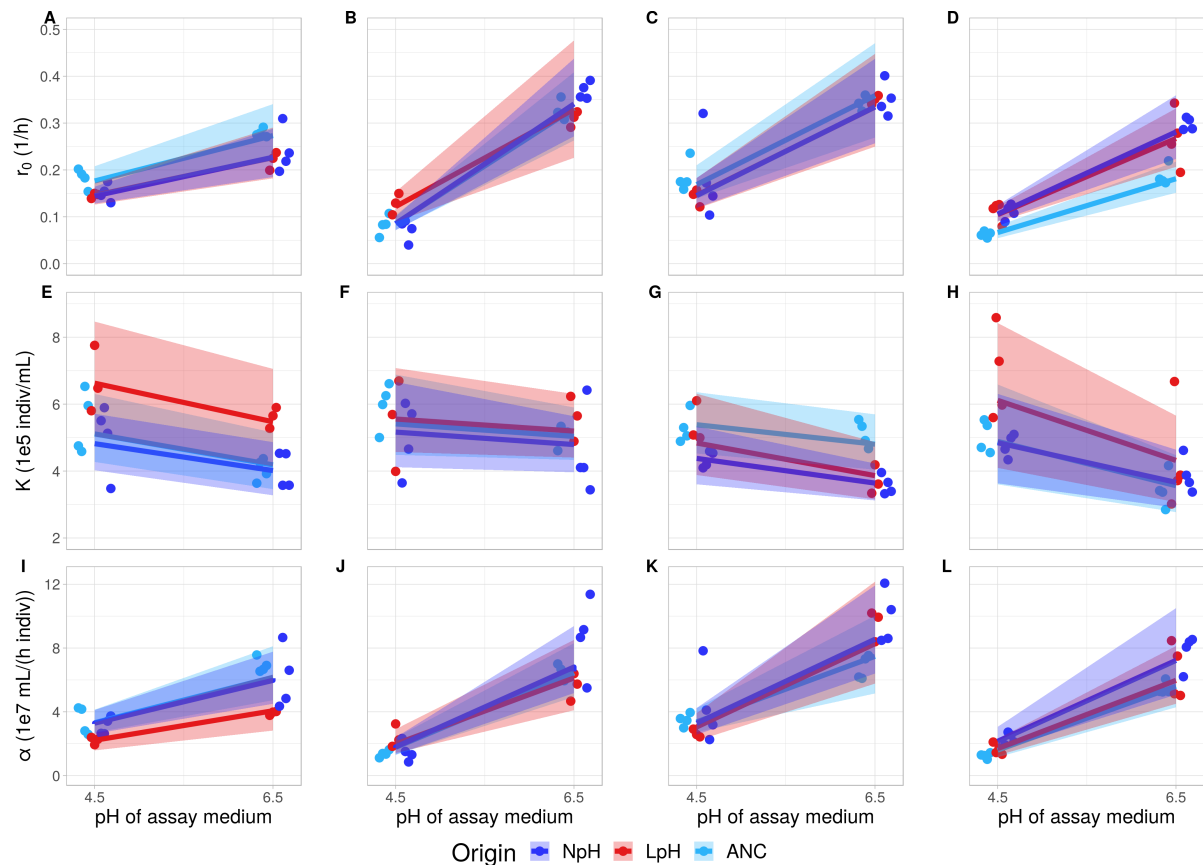 A B C D
r₀ (1/h)
0.5
0.4
0.3
0.2
0.1
0.0
E F G H
K (1e5 indiv/mL)
8
6
4
2
I J K L
α (1e7 mL/(h indiv))
12
8
4
0
4.5 6.5 4.5 6.5 4.5 6.5 4.5 6.5
pH of assay medium pH of assay medium pH of assay medium pH of assay medium
Origin NpH LpH ANC